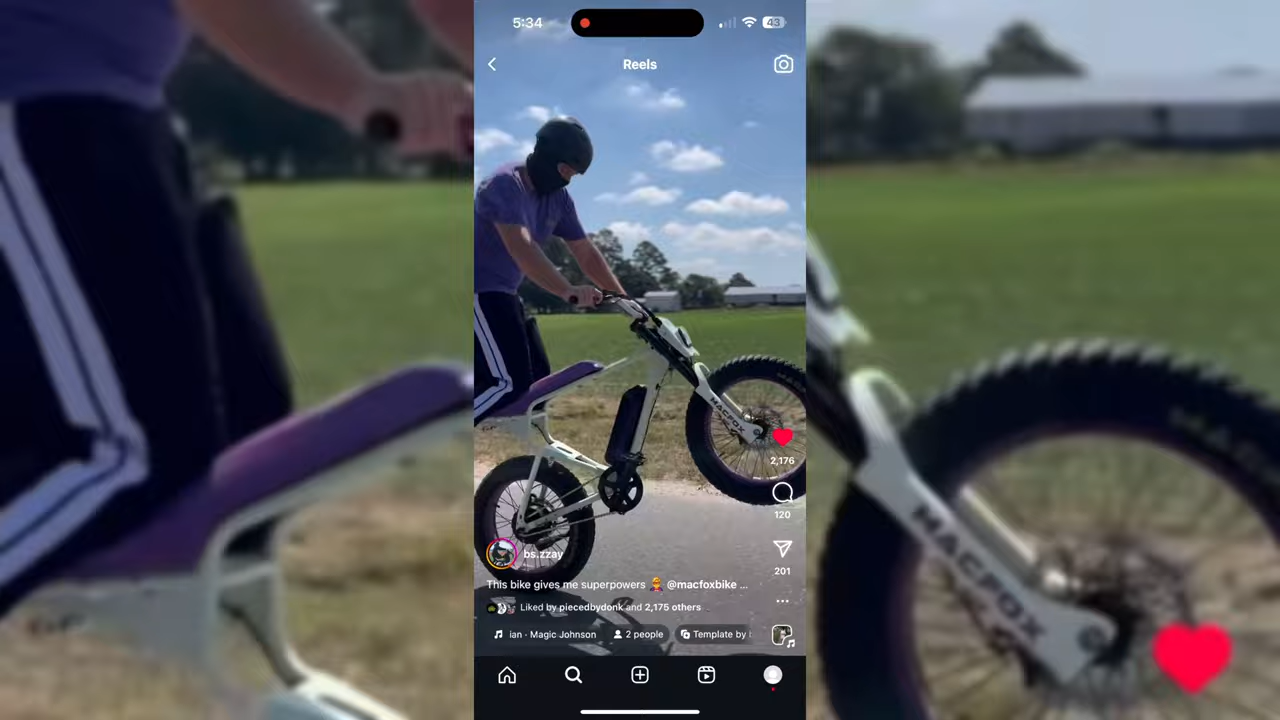 5:34
43
Reels
MACFOX
2,176
120
bs.zzay
201
This bike gives me superpowers 🦸 @macfoxbike ...
Liked by piecedbydonk and 2,175 others
ian · Magic Johnson
2 people
Template by
MACFOX